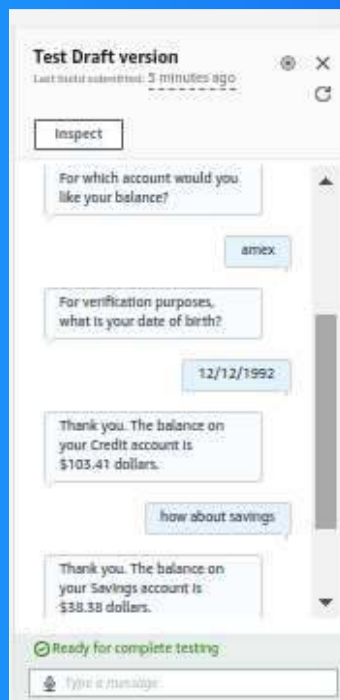 Test Draft version
Last build submitted: 5 minutes ago
Inspect
For which account would you
like your balance?
amex
For verification purposes,
what is your date of birth?
12/12/1992
Thank you. The balance on
your Credit account is
$103.41 dollars.
how about savings
Thank you. The balance on
your Savings account is
$38.38 dollars.
Ready for complete testing
Type a message